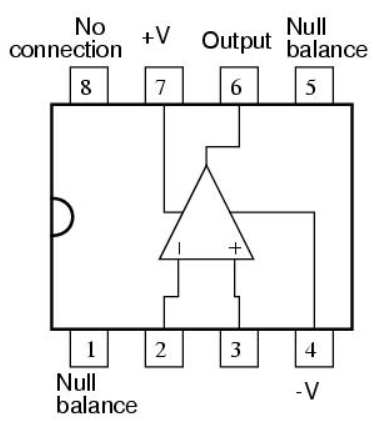 No
connection
+V
Output
Null
balance
8
7
6
5
–
+
1
2
3
4
Null
balance
-V